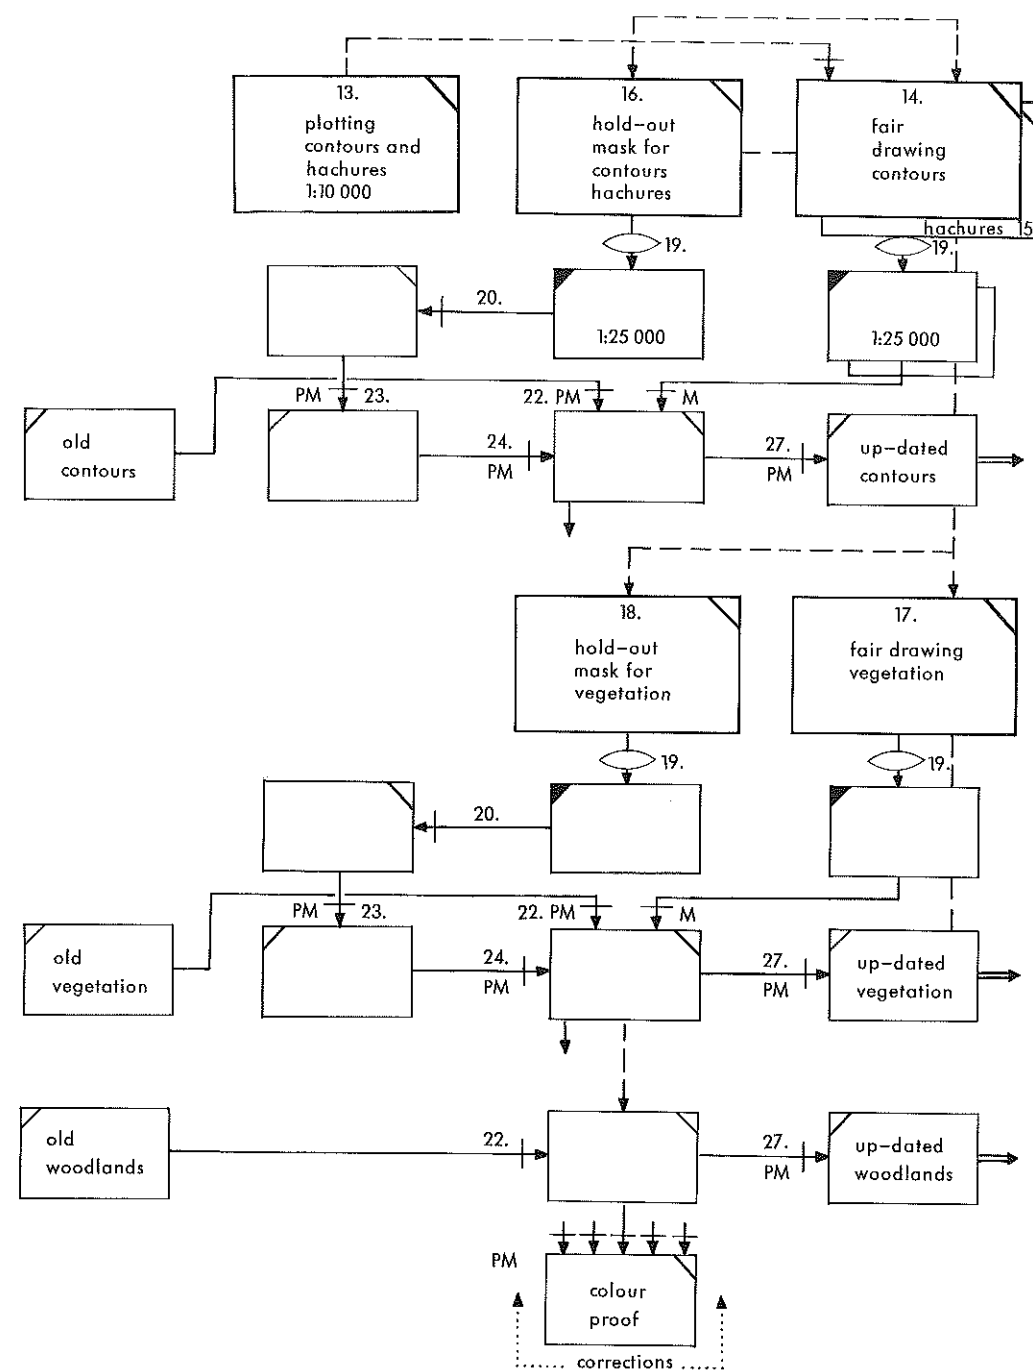 13.
plotting
contours and
hachures
1:10 000
16.
hold-out
mask for
contours
hachures
14.
fair
drawing
contours
hachures 15
19.
19.
20.
1:25 000
1:25 000
PM 23.
22. PM
M
old
contours
24.
PM
27.
PM
up-dated
contours
18.
hold-out
mask for
vegetation
17.
fair drawing
vegetation
19.
19.
20.
PM 23.
22. PM
M
old
vegetation
24.
PM
27.
PM
up-dated
vegetation
old
woodlands
22.
27.
PM
up-dated
woodlands
PM
colour
proof
corrections